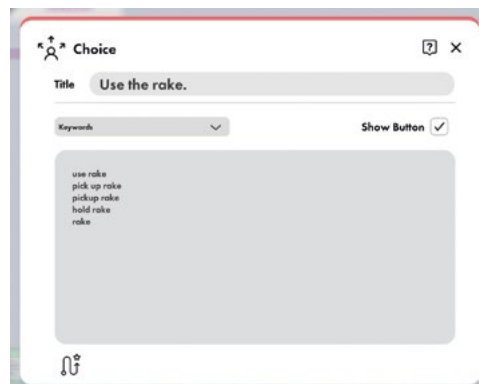 Choice
Title Use the rake.
Keywords Show Button
use rake
pick up rake
pickup rake
hold rake
rake